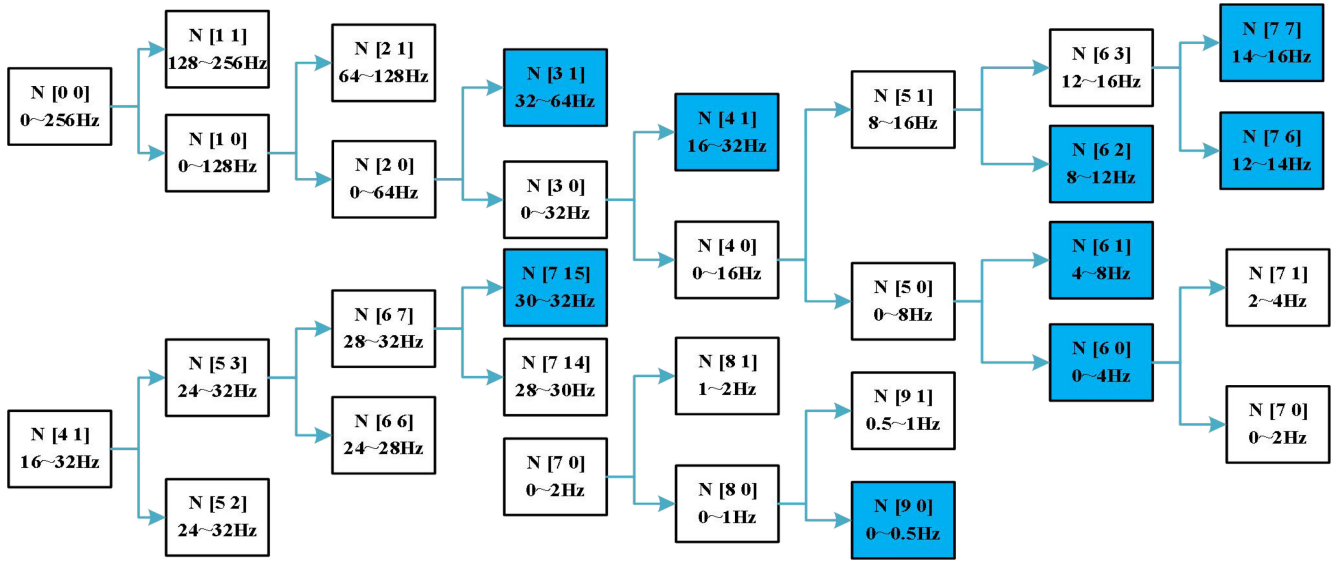 N [0 0]
0~256Hz
N [1 1]
128~256Hz
N [1 0]
0~128Hz
N [2 1]
64~128Hz
N [2 0]
0~64Hz
N [3 1]
32~64Hz
N [3 0]
0~32Hz
N [4 1]
16~32Hz
N [4 0]
0~16Hz
N [5 1]
8~16Hz
N [5 0]
0~8Hz
N [6 3]
12~16Hz
N [6 2]
8~12Hz
N [6 1]
4~8Hz
N [6 0]
0~4Hz
N [7 7]
14~16Hz
N [7 6]
12~14Hz
N [7 1]
2~4Hz
N [7 0]
0~2Hz
N [4 1]
16~32Hz
N [5 3]
24~32Hz
N [5 2]
24~32Hz
N [6 7]
28~32Hz
N [6 6]
24~28Hz
N [7 15]
30~32Hz
N [7 14]
28~30Hz
N [7 0]
0~2Hz
N [8 1]
1~2Hz
N [8 0]
0~1Hz
N [9 1]
0.5~1Hz
N [9 0]
0~0.5Hz